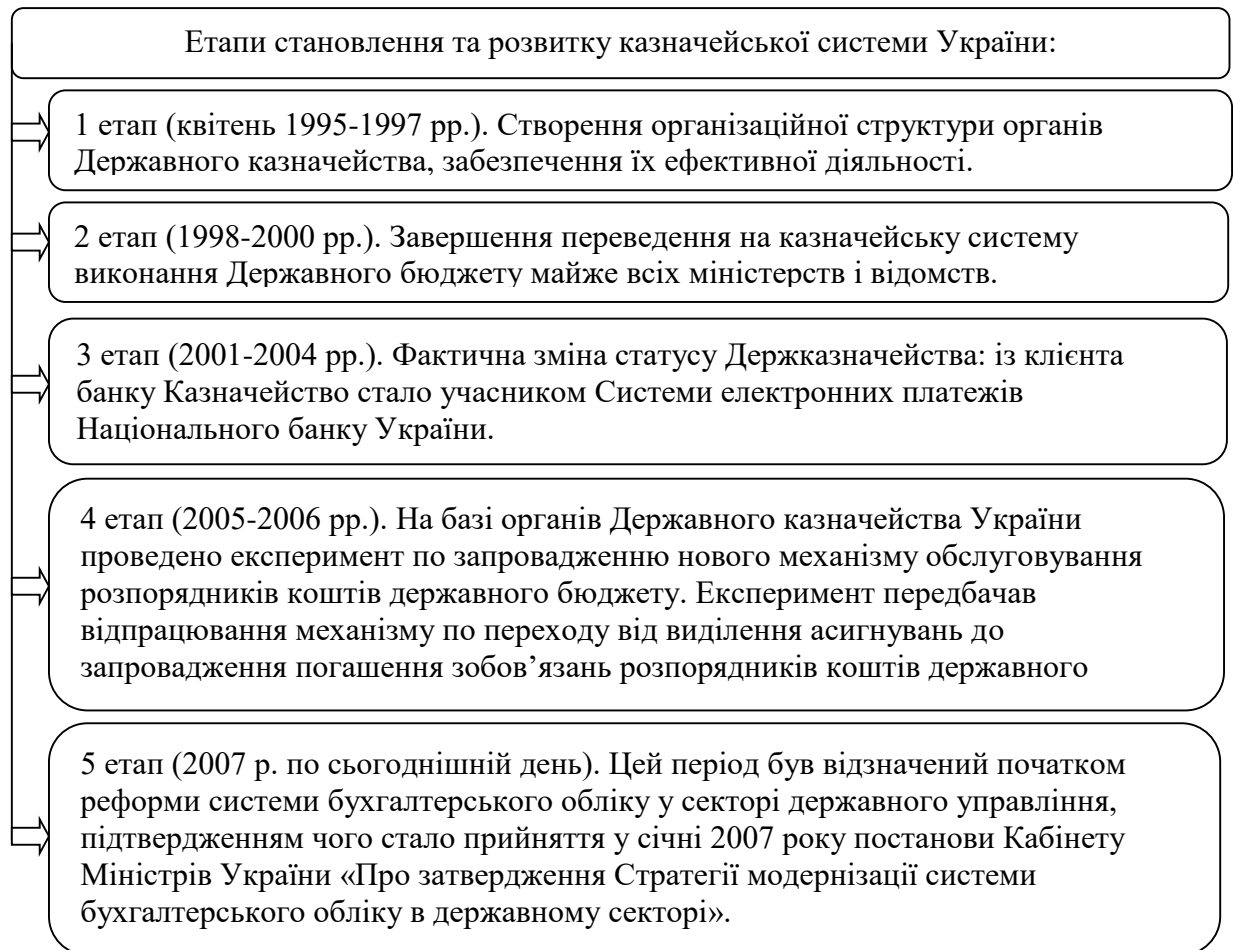 Етапи становлення та розвитку казначейської системи України:
1 етап (квітень 1995-1997 рр.). Створення організаційної структури органів
Державного казначейства, забезпечення їх ефективної діяльності.
2 етап (1998-2000 рр.). Завершення переведення на казначейську систему
виконання Державного бюджету майже всіх міністерств і відомств.
3 етап (2001-2004 рр.). Фактична зміна статусу Держказначейства: із клієнта
банку Казначейство стало учасником Системи електронних платежів
Національного банку України.
4 етап (2005-2006 рр.). На базі органів Державного казначейства України
проведено експеримент по запровадженню нового механізму обслуговування
розпорядників коштів державного бюджету. Експеримент передбачав
відпрацювання механізму по переходу від виділення асигнувань до
запровадження погашення зобов’язань розпорядників коштів державного
5 етап (2007 р. по сьогоднішній день). Цей період був відзначений початком
реформи системи бухгалтерського обліку у секторі державного управління,
підтвердженням чого стало прийняття у січні 2007 року постанови Кабінету
Міністрів України «Про затвердження Стратегії модернізації системи
бухгалтерського обліку в державному секторі».